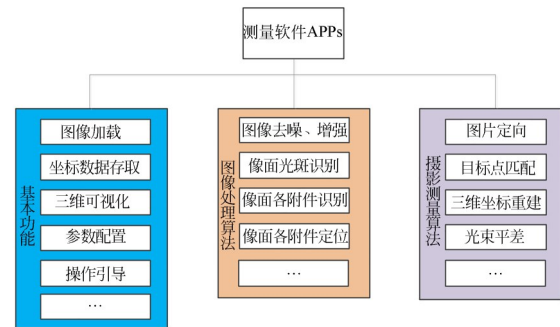 测量软件APPs
基本功能
图像加载
坐标数据存取
三维可视化
参数配置
操作引导
…
图像处理算法
图像去噪、增强
像面光斑识别
像面各附件识别
像面各附件定位
…
摄影测量算法
图片定向
目标点匹配
三维坐标重建
光束平差
…